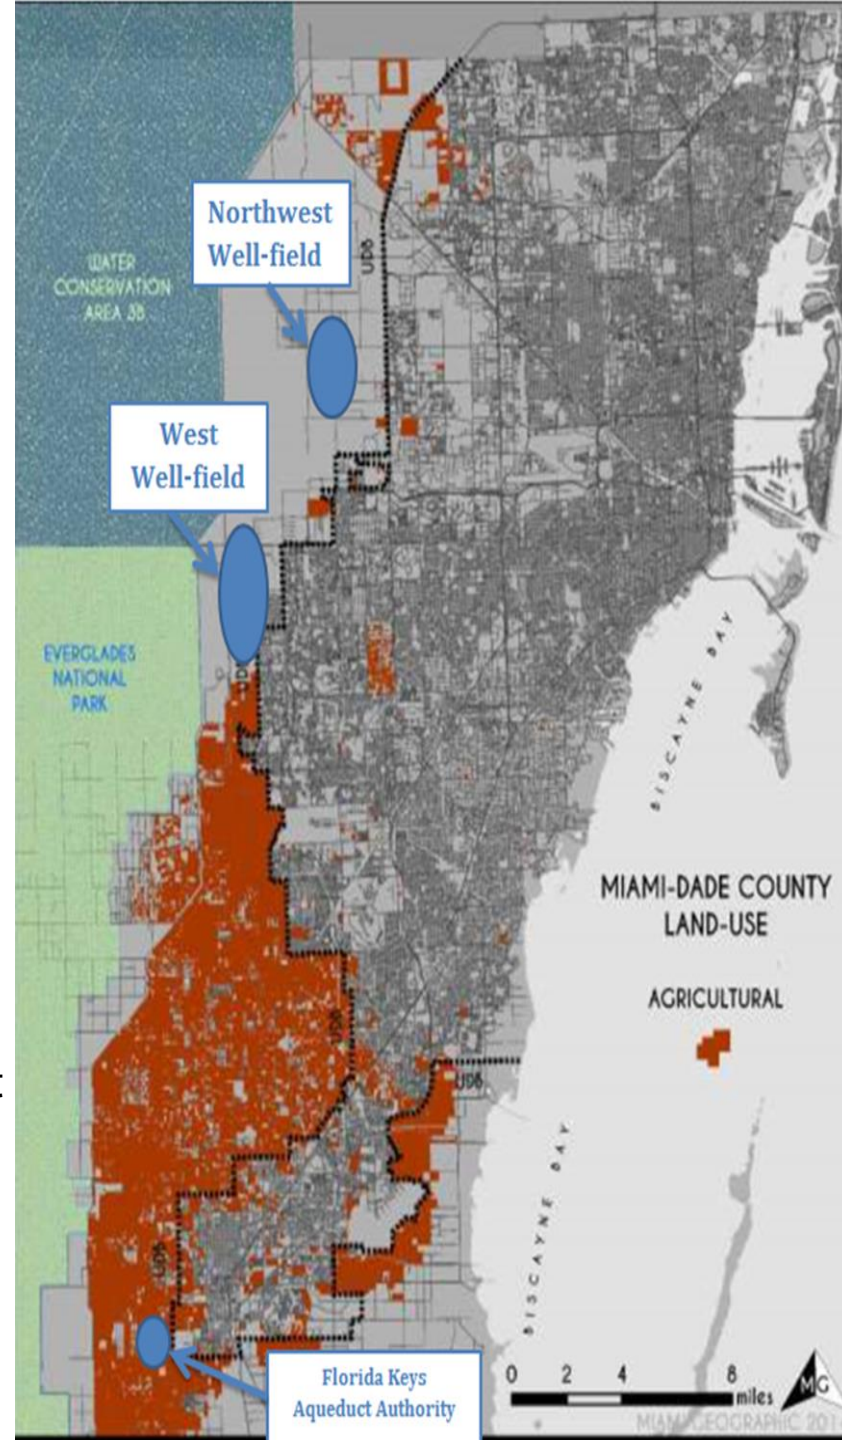 Northwest
Well-field
UDB
WATER
CONSERVATION
AREA 3B
West
Well-field
EVERGLADES
NATIONAL
PARK
BISCAYNE BAY
MIAMI-DADE COUNTY
LAND-USE
AGRICULTURAL
UDB
UDB
BISCAYNE BAY
UDB
Florida Keys
Aqueduct Authority
0 2 4 8
miles
MG